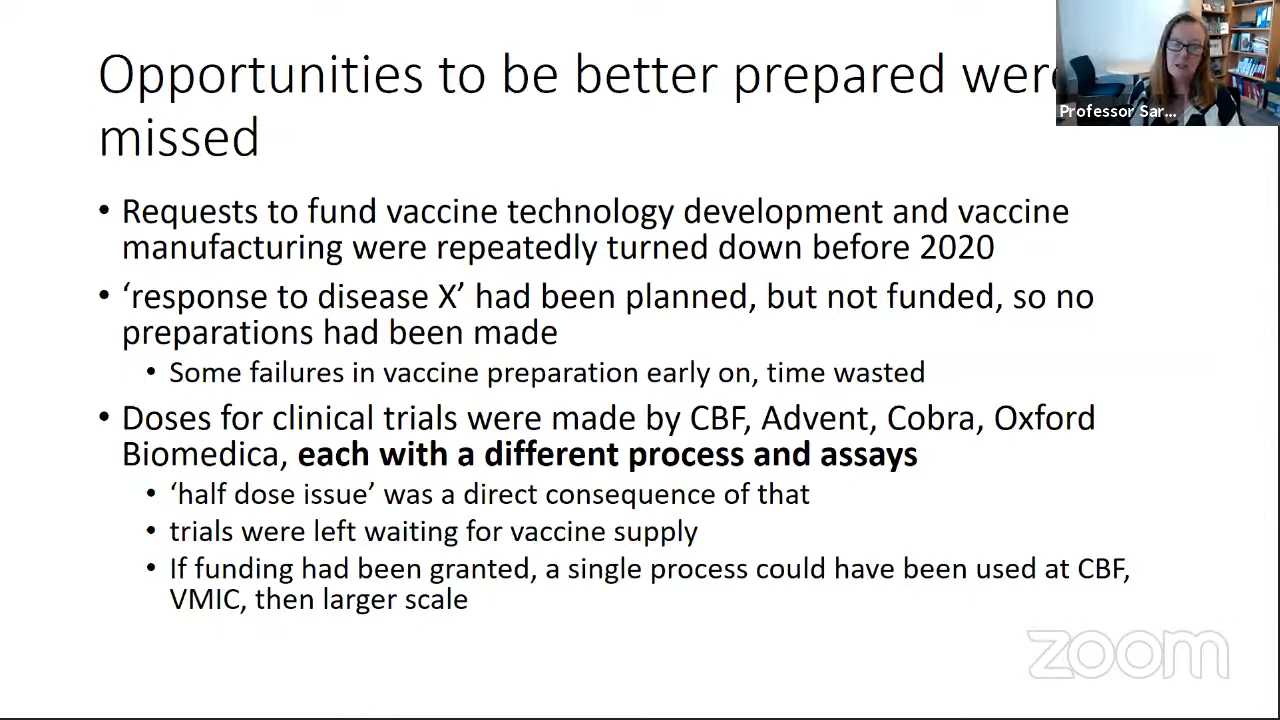 Opportunities to be better prepared were
missed
Professor Sar...
• Requests to fund vaccine technology development and vaccine
manufacturing were repeatedly turned down before 2020
• ‘response to disease X’ had been planned, but not funded, so no
preparations had been made
• Some failures in vaccine preparation early on, time wasted
• Doses for clinical trials were made by CBF, Advent, Cobra, Oxford
Biomedica, each with a different process and assays
• ‘half dose issue’ was a direct consequence of that
• trials were left waiting for vaccine supply
• If funding had been granted, a single process could have been used at CBF,
VMIC, then larger scale
zoom